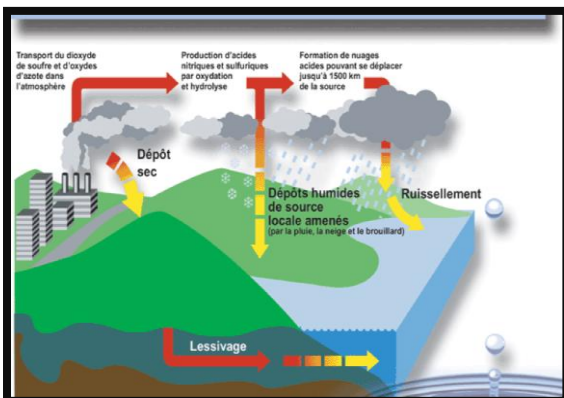 Transport du dioxyde
de soufre et d'oxydes
d'azote dans
l'atmosphère
Production d'acides
nitriques et sulfuriques
par oxydation
et hydrolyse
Formation de nuages
acides pouvant se déplacer
jusqu'à 1500 km
de la source
Dépôt
sec
Dépôts humides
de source
locale amenés
(par la pluie, la neige et le brouillard)
Ruissellement
Lessivage